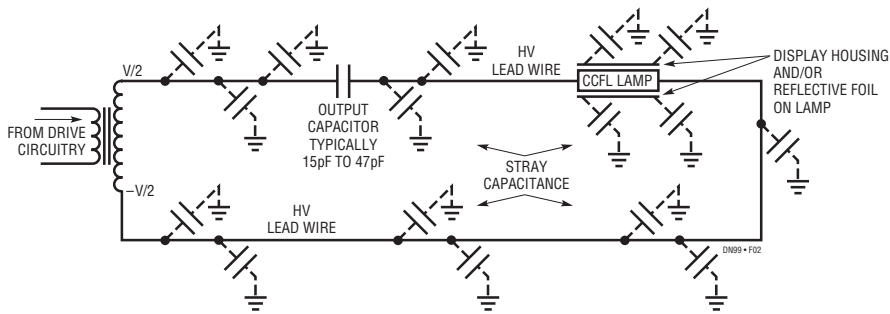 V/2
HV
LEAD WIRE
CCFL LAMP
DISPLAY HOUSING
AND/OR
REFLECTIVE FOIL
ON LAMP
FROM DRIVE
CIRCUITRY
OUTPUT
CAPACITOR
TYPICALLY
15pF TO 47pF
STRAY
CAPACITANCE
–V/2
HV
LEAD WIRE
DN99 • F02